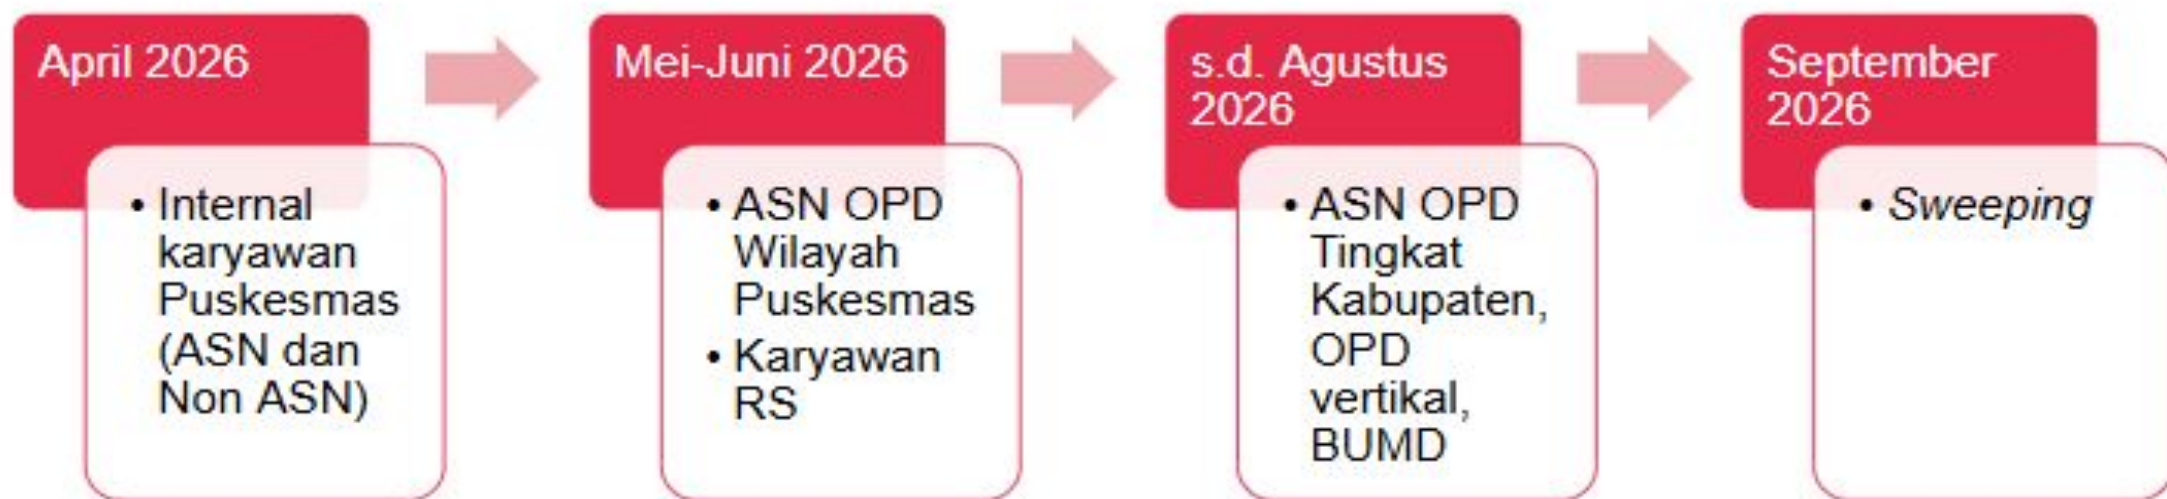 April 2026
• Internal
karyawan
Puskesmas
(ASN dan
Non ASN)
Mei-Juni 2026
• ASN OPD
Wilayah
Puskesmas
• Karyawan
RS
s.d. Agustus
2026
• ASN OPD
Tingkat
Kabupaten,
OPD
vertikal,
BUMD
September
2026
• Sweeping